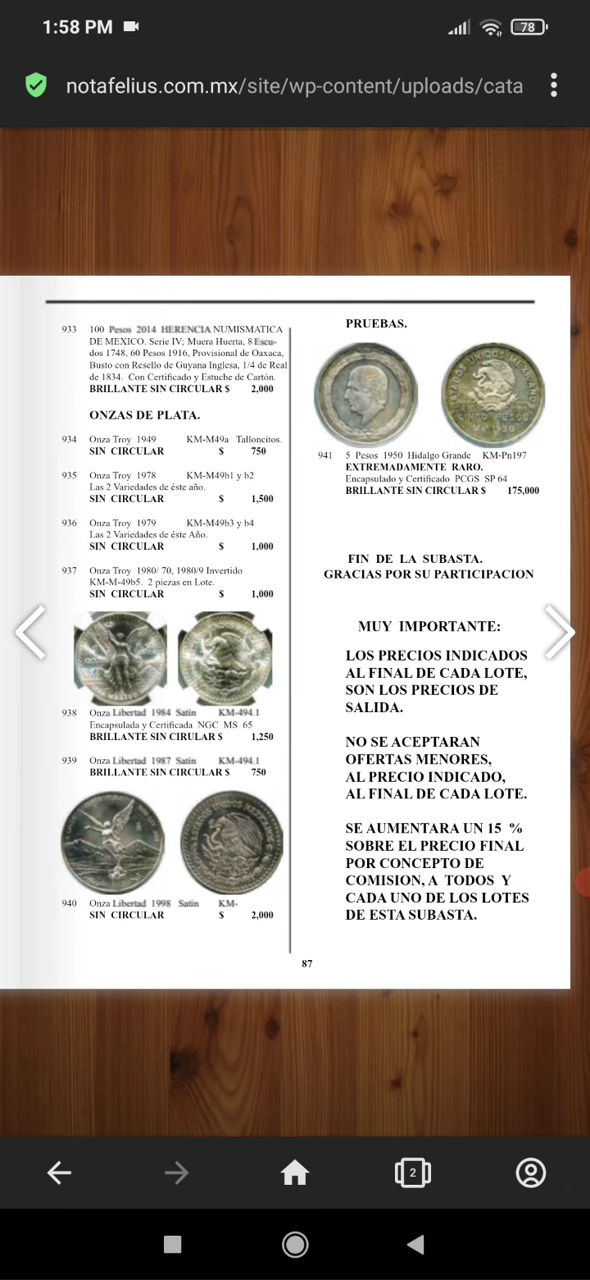 1:58 PM
78
notafelius.com.mx/site/wp-content/uploads/cata
933 100 Pesos 2014 HERENCIA NUMISMATICA
DE MEXICO. Serie IV; Muera Huerta, 8 Escu-
dos 1748, 60 Pesos 1916, Provisional de Oaxaca,
Busto con Resello de Guyana Inglesa, 1/4 de Real
de 1834. Con Certificado y Estuche de Cartón.
BRILLANTE SIN CIRCULAR $ 2,000
ONZAS DE PLATA.
934 Onza Troy 1949 KM-M49a Talloncitos.
SIN CIRCULAR $ 750
935 Onza Troy 1978 KM-M49b1 y b2
Las 2 Variedades de éste año.
SIN CIRCULAR $ 1,500
936 Onza Troy 1979 KM-M49b3 y b4
Las 2 Variedades de éste Año.
SIN CIRCULAR $ 1,000
937 Onza Troy 1980/ 70, 1980/9 Invertido
KM-M-49b5. 2 piezas en Lote.
SIN CIRCULAR $ 1,000
938 Onza Libertad 1984 Satin KM-494.1
Encapsulada y Certificada NGC MS 65
BRILLANTE SIN CIRULAR $ 1,250
939 Onza Libertad 1987 Satin KM-494.1
BRILLANTE SIN CIRCULAR $ 750
940 Onza Libertad 1998 Satin KM-
SIN CIRCULAR $ 2,000
PRUEBAS.
ESTADOS UNIDOS MEXICANOS
CINCO PESOS
941 5 Pesos 1950 Hidalgo Grande KM-Pn197
EXTREMADAMENTE RARO.
Encapsulado y Certificado PCGS SP 64
BRILLANTE SIN CIRCULAR $ 175,000
FIN DE LA SUBASTA.
GRACIAS POR SU PARTICIPACION
MUY IMPORTANTE:
LOS PRECIOS INDICADOS
AL FINAL DE CADA LOTE,
SON LOS PRECIOS DE
SALIDA.
NO SE ACEPTARAN
OFERTAS MENORES,
AL PRECIO INDICADO,
AL FINAL DE CADA LOTE.
SE AUMENTARA UN 15 %
SOBRE EL PRECIO FINAL
POR CONCEPTO DE
COMISION, A TODOS Y
CADA UNO DE LOS LOTES
DE ESTA SUBASTA.
87
2